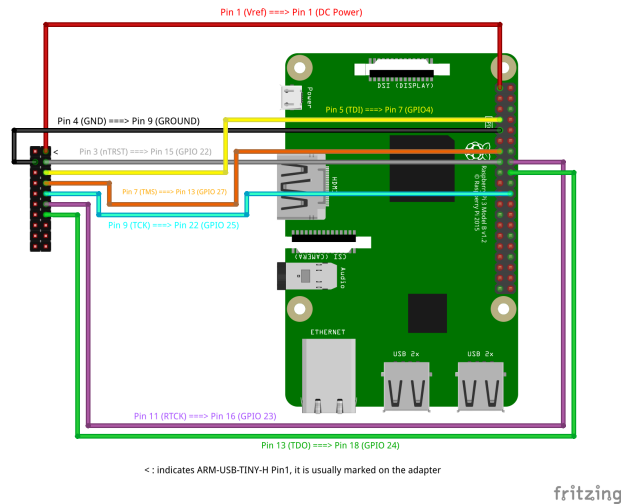 Pin 1 (Vref) ===> Pin 1 (DC Power)
DSI (DISPLAY)
Power
Pin 5 (TDI) ===> Pin 7 (GPIO4)
Pin 4 (GND) ===> Pin 9 (GROUND)
<
Pin 3 (nTRST) ===> Pin 15 (GPIO 22)
HDMI
Pin 7 (TMS) ===> Pin 13 (GPIO 27)
Raspberry Pi 3 Model B v1.2
© Raspberry Pi 2015
Pin 9 (TCK) ===> Pin 22 (GPIO 25)
CSI (CAMERA)
Audio
ETHERNET
USB 2x
USB 2x
Pin 11 (RTCK) ===> Pin 16 (GPIO 23)
Pin 13 (TDO) ===> Pin 18 (GPIO 24)
< : indicates ARM-USB-TINY-H Pin1, it is usually marked on the adapter
fritzing